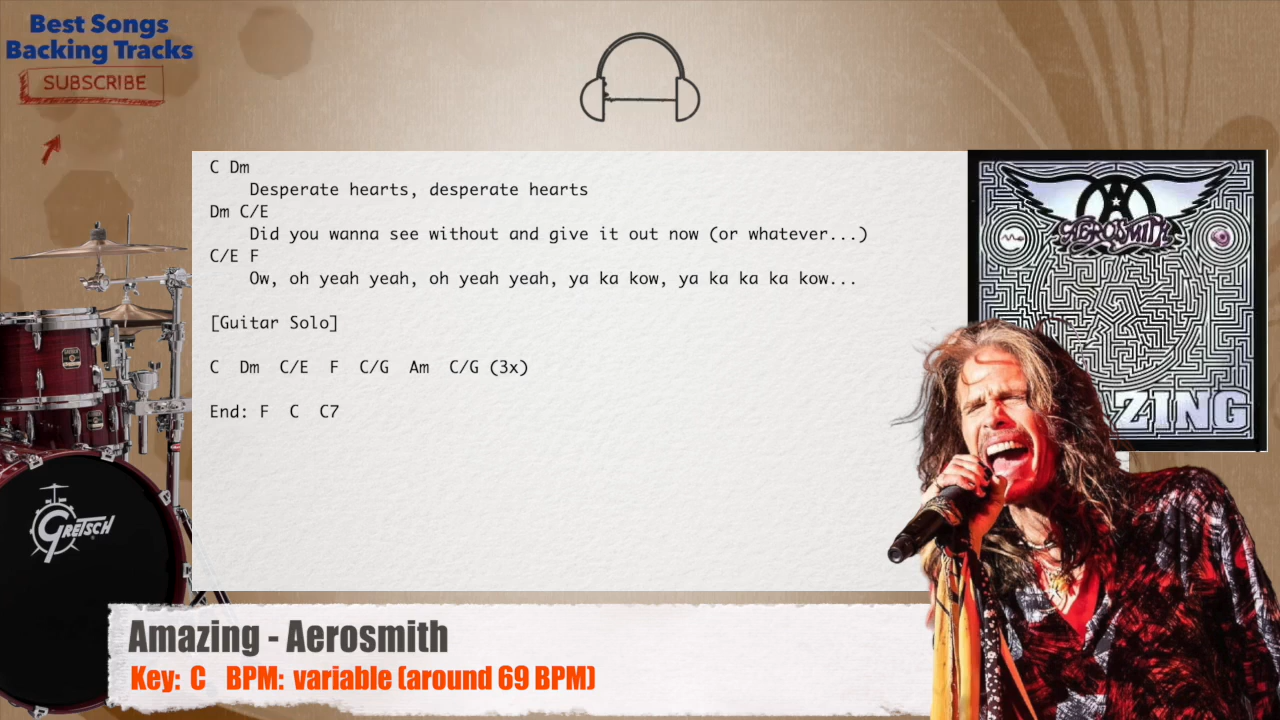 Best Songs
Backing Tracks
SUBSCRIBE
C Dm
Desperate hearts, desperate hearts
Dm C/E
Did you wanna see without and give it out now (or whatever...)
C/E F
Ow, oh yeah yeah, oh yeah yeah, ya ka kow, ya ka ka ka kow...
[Guitar Solo]
C Dm C/E F C/G Am C/G (3x)
End: F C C7
A
AEROSMITH
ZING
GRETSCH
GRETSCH
Amazing - Aerosmith
Key: C BPM: variable (around 69 BPM)